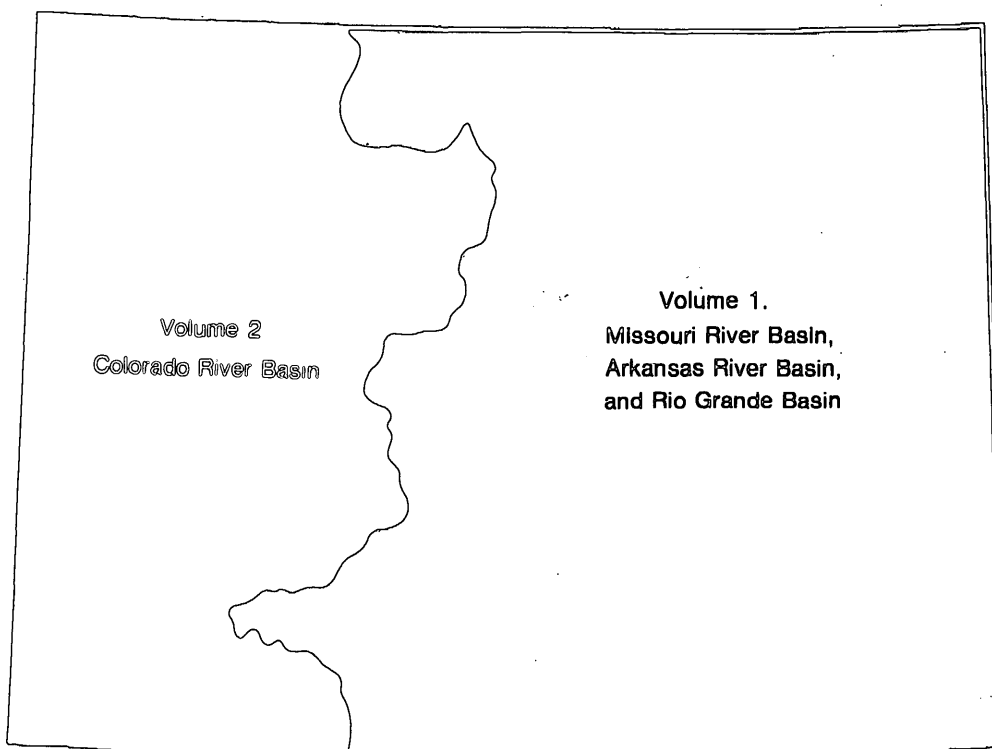 Volume 2
Colorado River Basin
Volume 1.
Missouri River Basin,
Arkansas River Basin,
and Rio Grande Basin